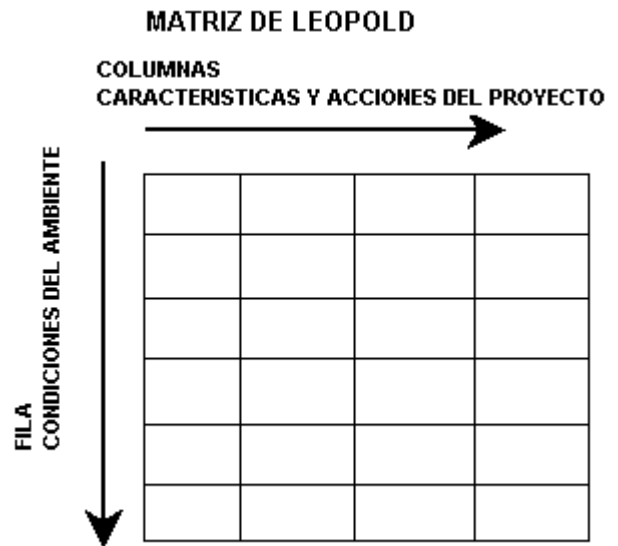 MATRIZ DE LEOPOLD
COLUMNAS
CARACTERISTICAS Y ACCIONES DEL PROYECTO
FILA
CONDICIONES DEL AMBIENTE